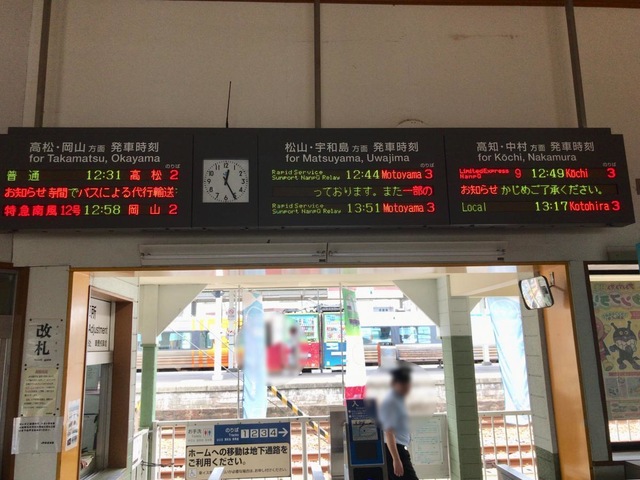 高松・岡山 方面 発車時刻
for Takamatsu, Okayama
のりば
普通 12:31 高松 2
お知らせ 寺間でバスによる代行輸送
特急南風12号 12:58 岡山 2
松山・宇和島 方面 発車時刻
for Matsuyama, Uwajima
のりば
Rapid Service
Sunport Nanpu Relay 12:44 Motoyama 3
っております。また一部の
Rapid Service
Sunport Nanpu Relay 13:51 Motoyama 3
高知・中村 方面 発車時刻
for Kōchi, Nakamura
のりば
Limited Express
Nanpu 9 12:49 Kōchi 3
お知らせ かじめご了承ください。
Local 13:17 Kotohira 3
改札
所
Adjustment
お手洗
のりば
1 2 3 4
ホームへの移動は地下通路を
ご利用ください。